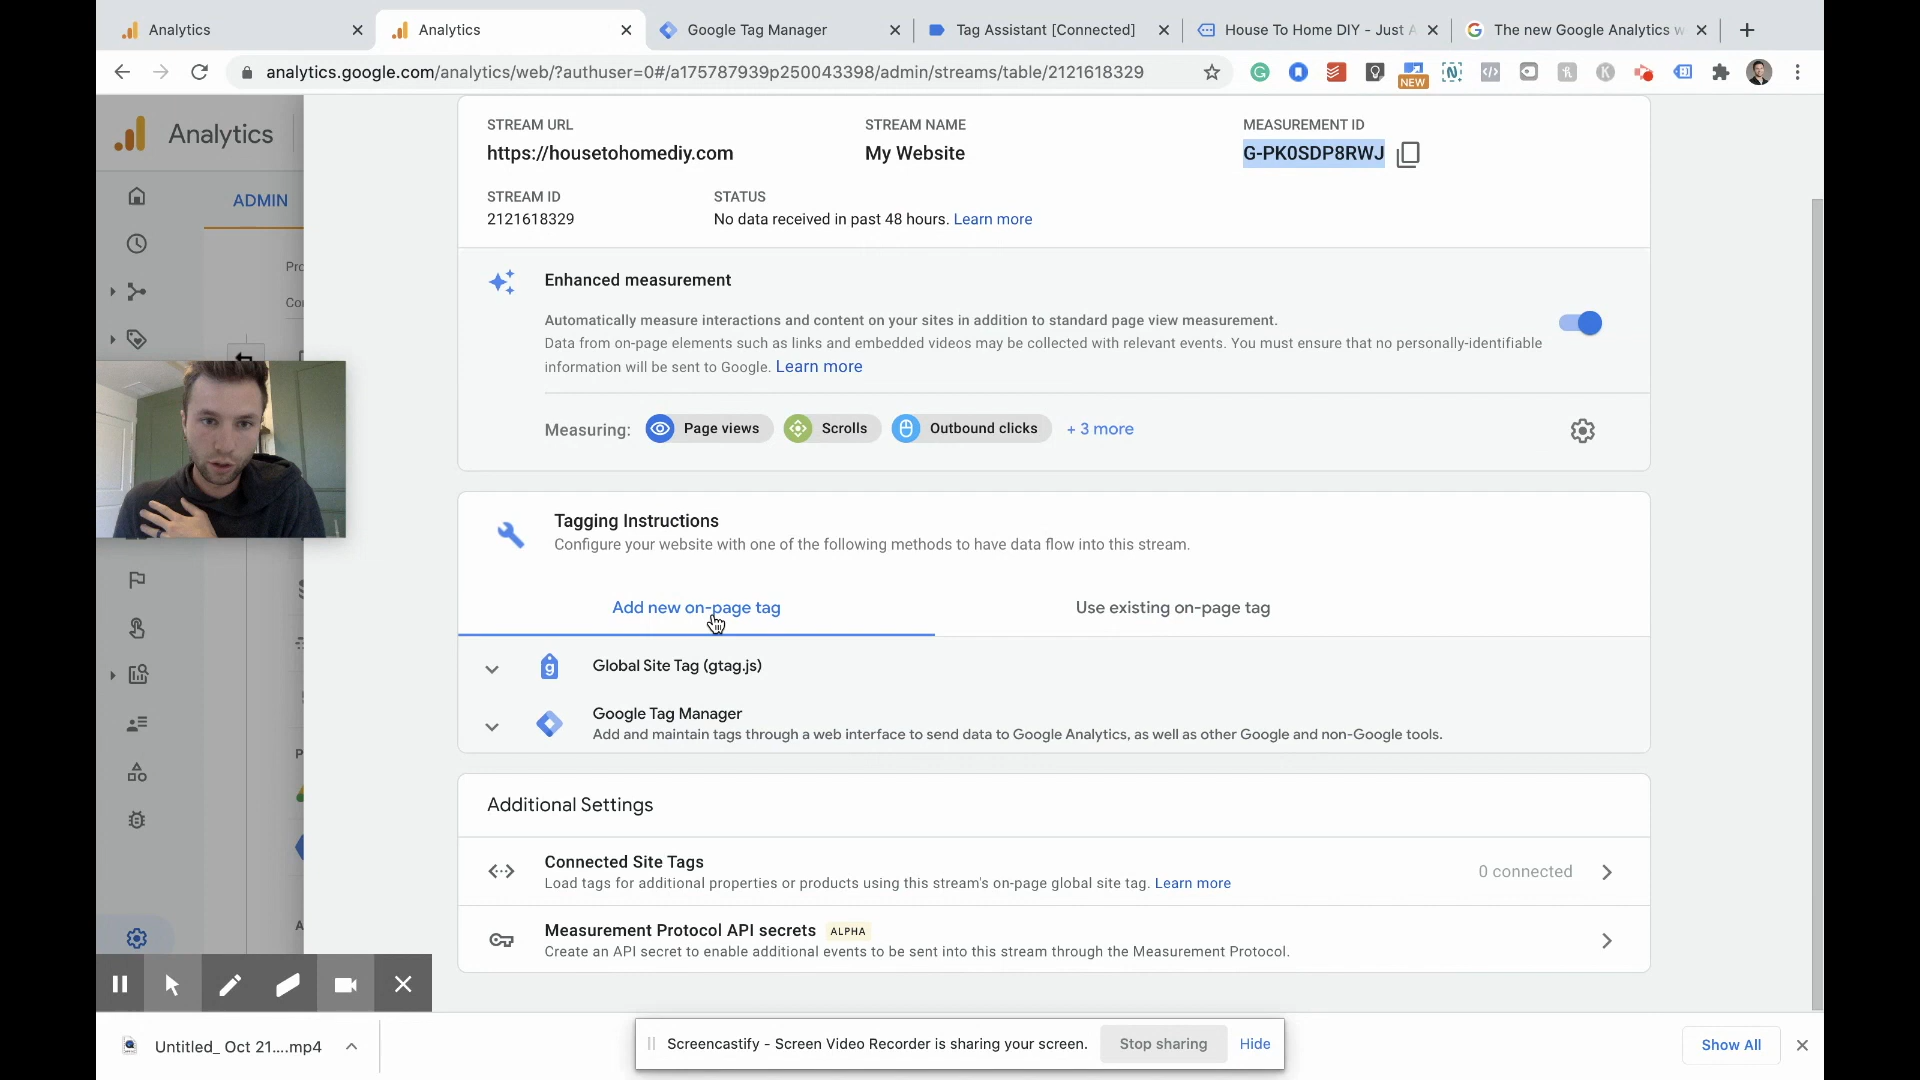 Analytics
Analytics
Google Tag Manager
Tag Assistant [Connected]
House To Home DIY - Just A
The new Google Analytics w
analytics.google.com/analytics/web/?authuser=0#/a175787939p250043398/admin/streams/table/2121618329
NEW
Analytics
ADMIN
STREAM URL
STREAM NAME
MEASUREMENT ID
https://housetohomediy.com
My Website
G-PK0SDP8RWJ
STREAM ID
STATUS
2121618329
No data received in past 48 hours. Learn more
Enhanced measurement
Automatically measure interactions and content on your sites in addition to standard page view measurement.
Data from on-page elements such as links and embedded videos may be collected with relevant events. You must ensure that no personally-identifiable
information will be sent to Google. Learn more
Measuring:
Page views
Scrolls
Outbound clicks
+ 3 more
Tagging Instructions
Configure your website with one of the following methods to have data flow into this stream.
Add new on-page tag
Use existing on-page tag
Global Site Tag (gtag.js)
Google Tag Manager
Add and maintain tags through a web interface to send data to Google Analytics, as well as other Google and non-Google tools.
Additional Settings
Connected Site Tags
Load tags for additional properties or products using this stream's on-page global site tag. Learn more
0 connected
Measurement Protocol API secrets ALPHA
Create an API secret to enable additional events to be sent into this stream through the Measurement Protocol.
Untitled_ Oct 21....mp4
Screencastify - Screen Video Recorder is sharing your screen.
Stop sharing
Hide
Show All